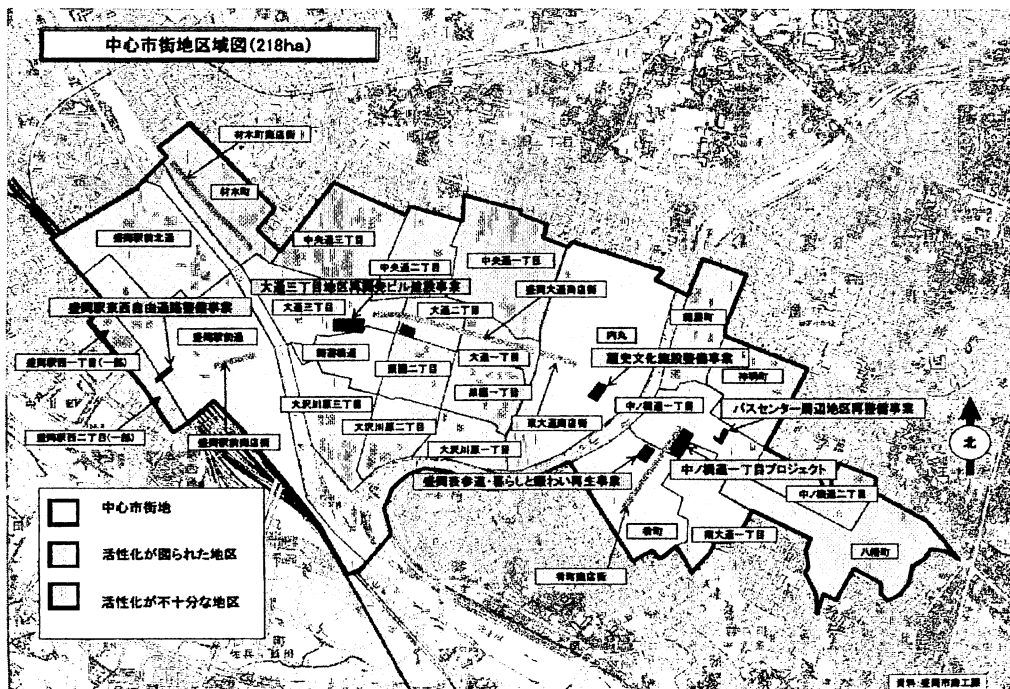 中心市街地区域図(218ha)
材木町商店街
材木町
盛岡駅前北通
中央通三丁目
中央通二丁目
中央通一丁目
大通三丁目地区再開発ビル建設事業
盛岡大通商店街
盛岡駅東西自由通路整備事業
大通三丁目
大通二丁目
内丸
紺屋町
盛岡駅前通
開運橋通
菜園二丁目
大通一丁目
歴史文化施設整備事業
神明町
盛岡駅西一丁目(一部)
菜園一丁目
大沢川原三丁目
中ノ橋通一丁目
バスセンター周辺地区再整備事業
大沢川原二丁目
東大通商店街
北
盛岡駅西二丁目(一部)
盛岡駅前商店街
大沢川原一丁目
中ノ橋通一丁目プロジェクト
盛岡表参道・暮らしと賑わい再生事業
中ノ橋通二丁目
中心市街地
肴町
南大通一丁目
八幡町
活性化が図られた地区
肴町商店街
活性化が不十分な地区
資料:盛岡市商工課